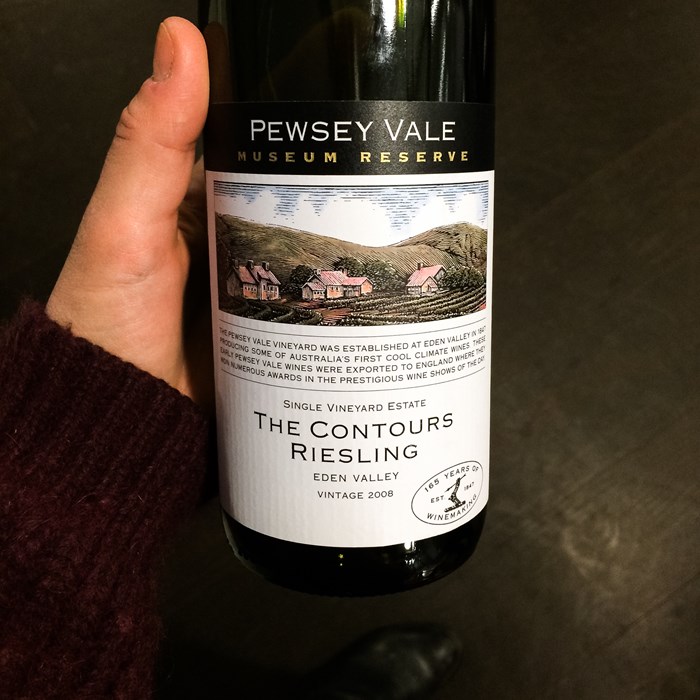 PEWSEY VALE
MUSEUM RESERVE
THE PEWSEY VALE VINEYARD WAS ESTABLISHED AT EDEN VALLEY IN 1847
PRODUCING SOME OF AUSTRALIA'S FIRST COOL CLIMATE WINES. THESE
EARLY PEWSEY VALE WINES WERE EXPORTED TO ENGLAND WHERE THEY
WON NUMEROUS AWARDS IN THE PRESTIGIOUS WINE SHOWS OF THE DAY.
SINGLE VINEYARD ESTATE
THE CONTOURS
RIESLING
EDEN VALLEY
VINTAGE 2008
165 YEARS OF
EST. 1847
WINEMAKING